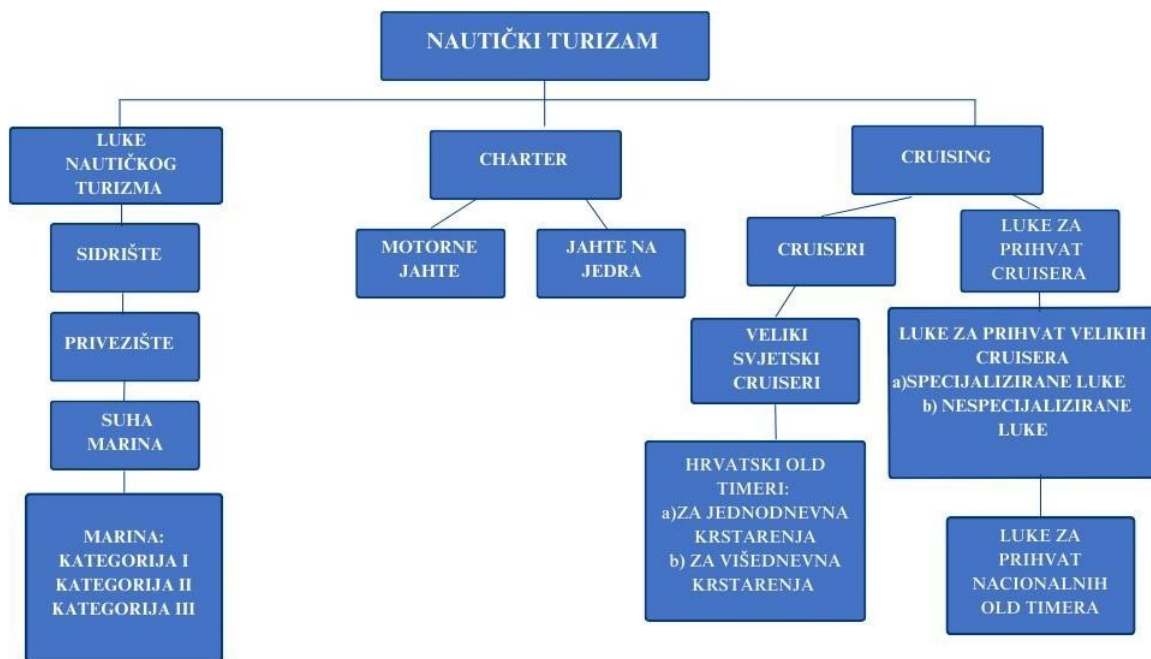 NAUTIČKI TURIZAM
LUKE
NAUTIČKOG
TURIZMA
SIDRIŠTE
PRIVEZIŠTE
SUHA
MARINA
MARINA:
KATEGORIJA I
KATEGORIJA II
KATEGORIJA III
CHARTER
MOTORNE
JAHTE
JAHTE NA
JEDRA
CRUISING
CRUISERI
VELIKI
SVJETSKI
CRUISERI
HRVATSKI OLD
TIMERI:
a)ZA JEDNODNEVNA
KRSTARENJA
b) ZA VIŠEDNEVNA
KRSTARENJA
LUKE ZA
PRIHVAT
CRUISERA
LUKE ZA PRIHVAT VELIKIH
CRUISERA
a)SPECIJALIZIRANE LUKE
b) NESPECIJALIZIRANE
LUKE
LUKE ZA
PRIHVAT
NACIONALNIH
OLD TIMERA